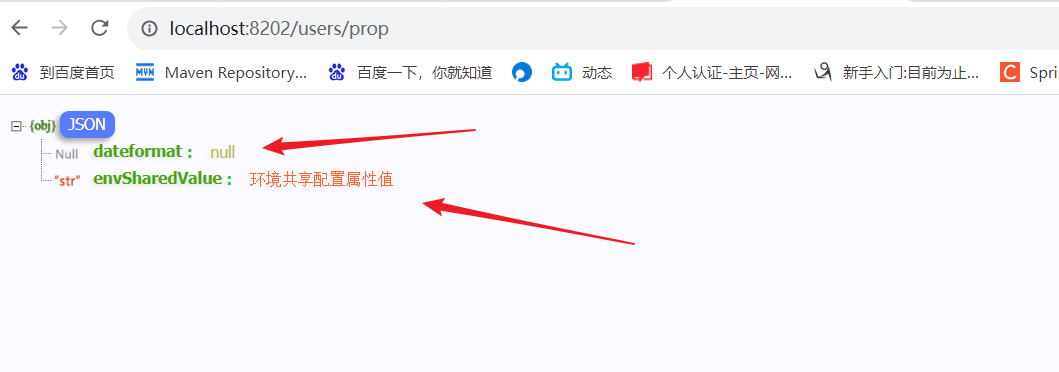 localhost:8202/users/prop
到百度首页 MVN Maven Repository... 百度一下，你就知道 动态 个人认证-主页-网... 新手入门:目前为止... C Spri
{obj} JSON
Null dateformat : null
"str" envSharedValue : 环境共享配置属性值